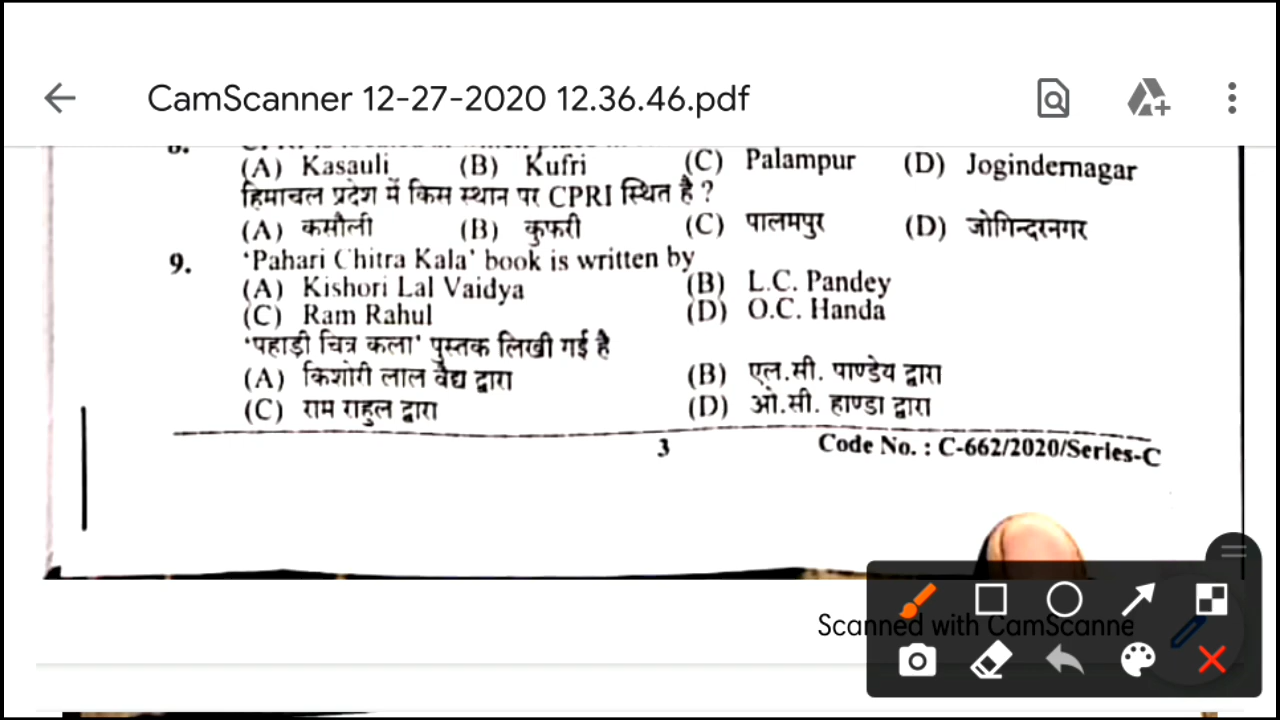 CamScanner 12-27-2020 12.36.46.pdf
(A) Kasauli (B) Kufri (C) Palampur (D) Jogindernagar
हिमाचल प्रदेश में किस स्थान पर CPRI स्थित है ?
(A) कसौली (B) कुफरी (C) पालमपुर (D) जोगिन्दरनगर
9. ‘Pahari Chitra Kala’ book is written by
(A) Kishori Lal Vaidya (B) L.C. Pandey
(C) Ram Rahul (D) O.C. Handa
‘पहाड़ी चित्र कला’ पुस्तक लिखी गई है
(A) किशोरी लाल वैद्य द्वारा (B) एल.सी. पाण्डेय द्वारा
(C) राम राहुल द्वारा (D) ओ.सी. हाण्डा द्वारा
3 Code No. : C-662/2020/Series-C
Scanned with CamScanne